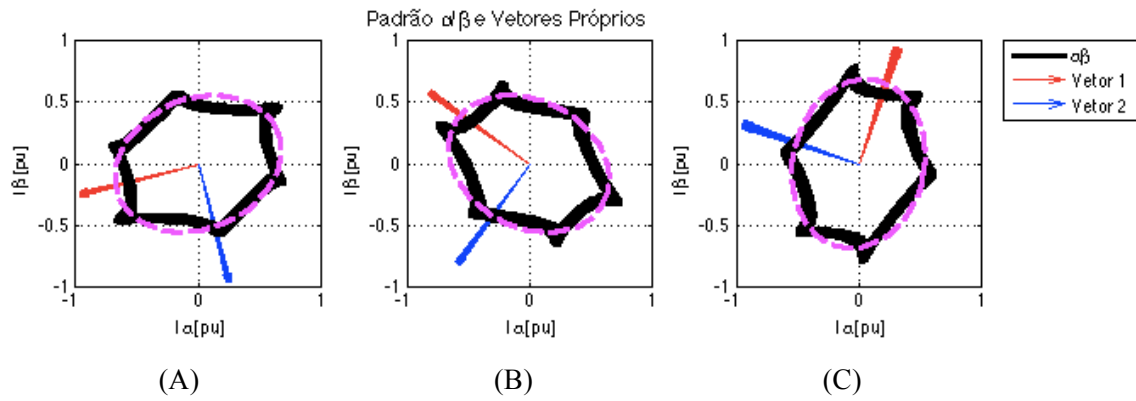 Padrão α/β e Vetores Próprios
1
0.5
0
-0.5
-1
-1 0 1
Iβ[pu]
Iα[pu]
1
0.5
0
-0.5
-1
-1 0 1
Iβ[pu]
Iα[pu]
1
0.5
0
-0.5
-1
-1 0 1
Iβ[pu]
Iα[pu]
αβ
Vetor 1
Vetor 2
(A) (B) (C)